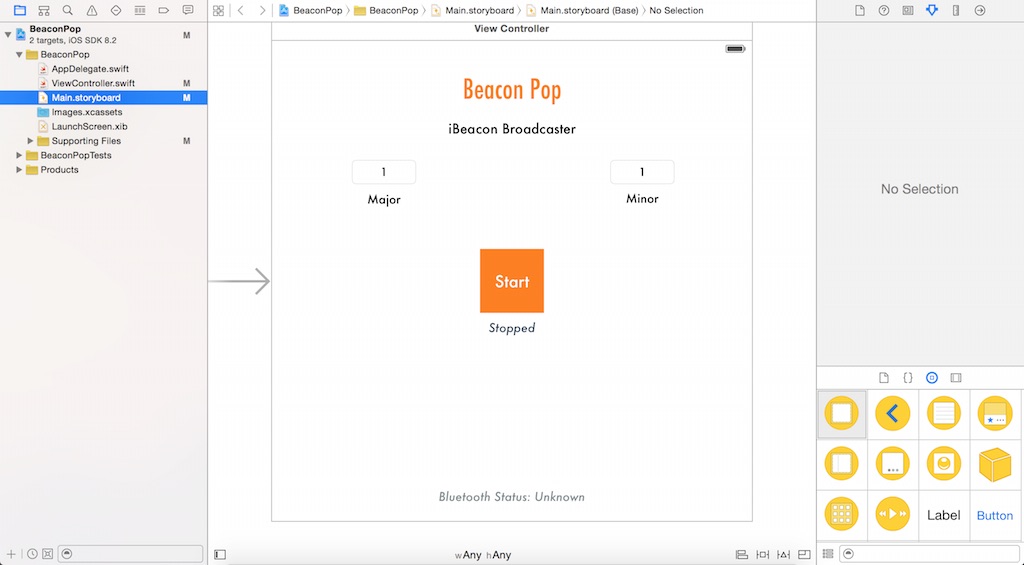 BeaconPop
2 targets, iOS SDK 8.2
M
BeaconPop
AppDelegate.swift
ViewController.swift
M
Main.storyboard
M
Images.xcassets
LaunchScreen.xib
Supporting Files
M
BeaconPopTests
Products
BeaconPop
BeaconPop
Main.storyboard
Main.storyboard (Base)
No Selection
View Controller
Beacon Pop
iBeacon Broadcaster
1
1
Major
Minor
Start
Stopped
Bluetooth Status: Unknown
wAny hAny
No Selection
{}
Label
Button